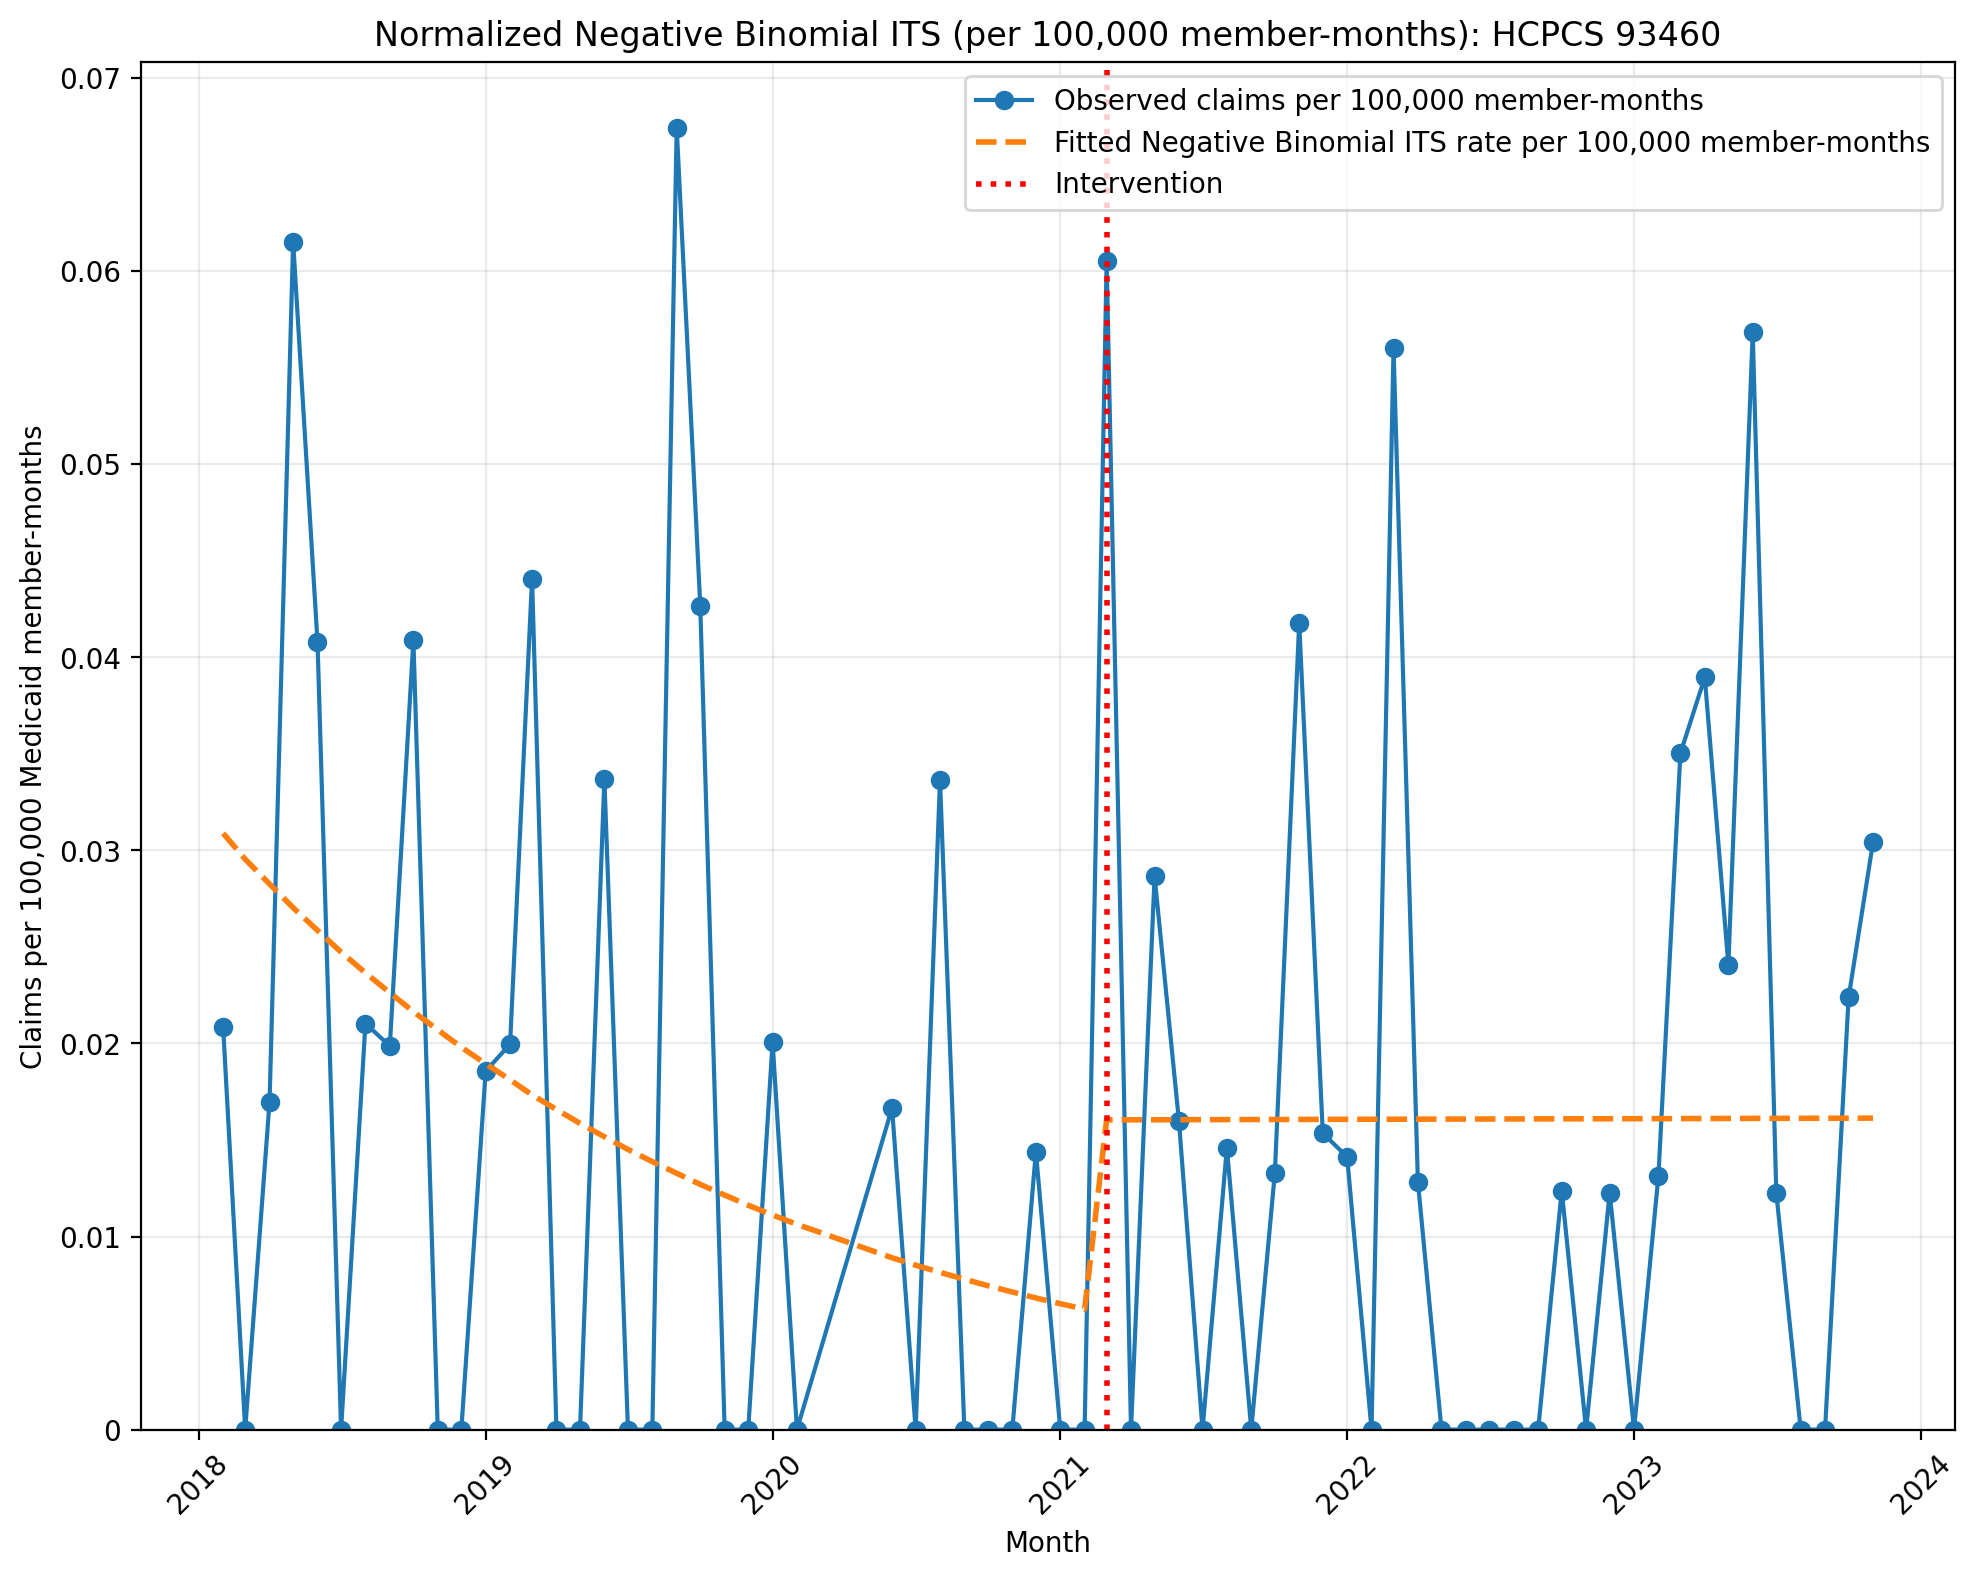 Normalized Negative Binomial ITS (per 100,000 member-months): HCPCS 93460
Observed claims per 100,000 member-months
Fitted Negative Binomial ITS rate per 100,000 member-months
Intervention
Claims per 100,000 Medicaid member-months
0.07
0.06
0.05
0.04
0.03
0.02
0.01
0
2018
2019
2020
2021
2022
2023
2024
Month